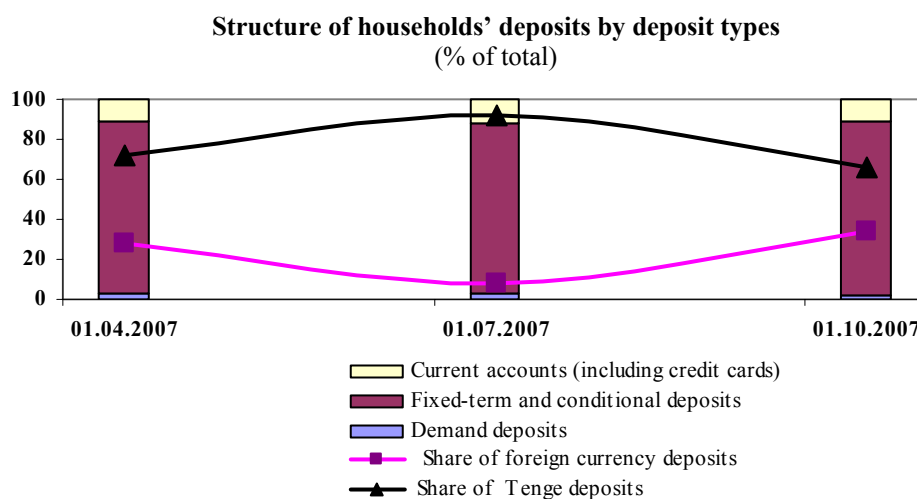 Structure of households' deposits by deposit types
(% of total)
100
80
60
40
20
0
01.04.2007 01.07.2007 01.10.2007
Current accounts (including credit cards)
Fixed-term and conditional deposits
Demand deposits
Share of foreign currency deposits
Share of Tenge deposits